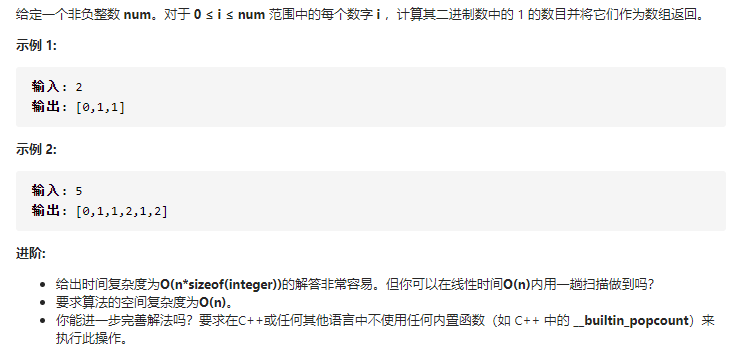 给定一个非负整数 num。对于 0 ≤ i ≤ num 范围中的每个数字 i ，计算其二进制数中的 1 的数目并将它们作为数组返回。
示例 1:
输入: 2
输出: [0,1,1]
示例 2:
输入: 5
输出: [0,1,1,2,1,2]
进阶:
• 给出时间复杂度为O(n*sizeof(integer))的解答非常容易。但你可以在线性时间O(n)内用一趟扫描做到吗?
• 要求算法的空间复杂度为O(n)。
• 你能进一步完善解法吗? 要求在C++或任何其他语言中不使用任何内置函数（如 C++ 中的 __builtin_popcount）来
执行此操作。